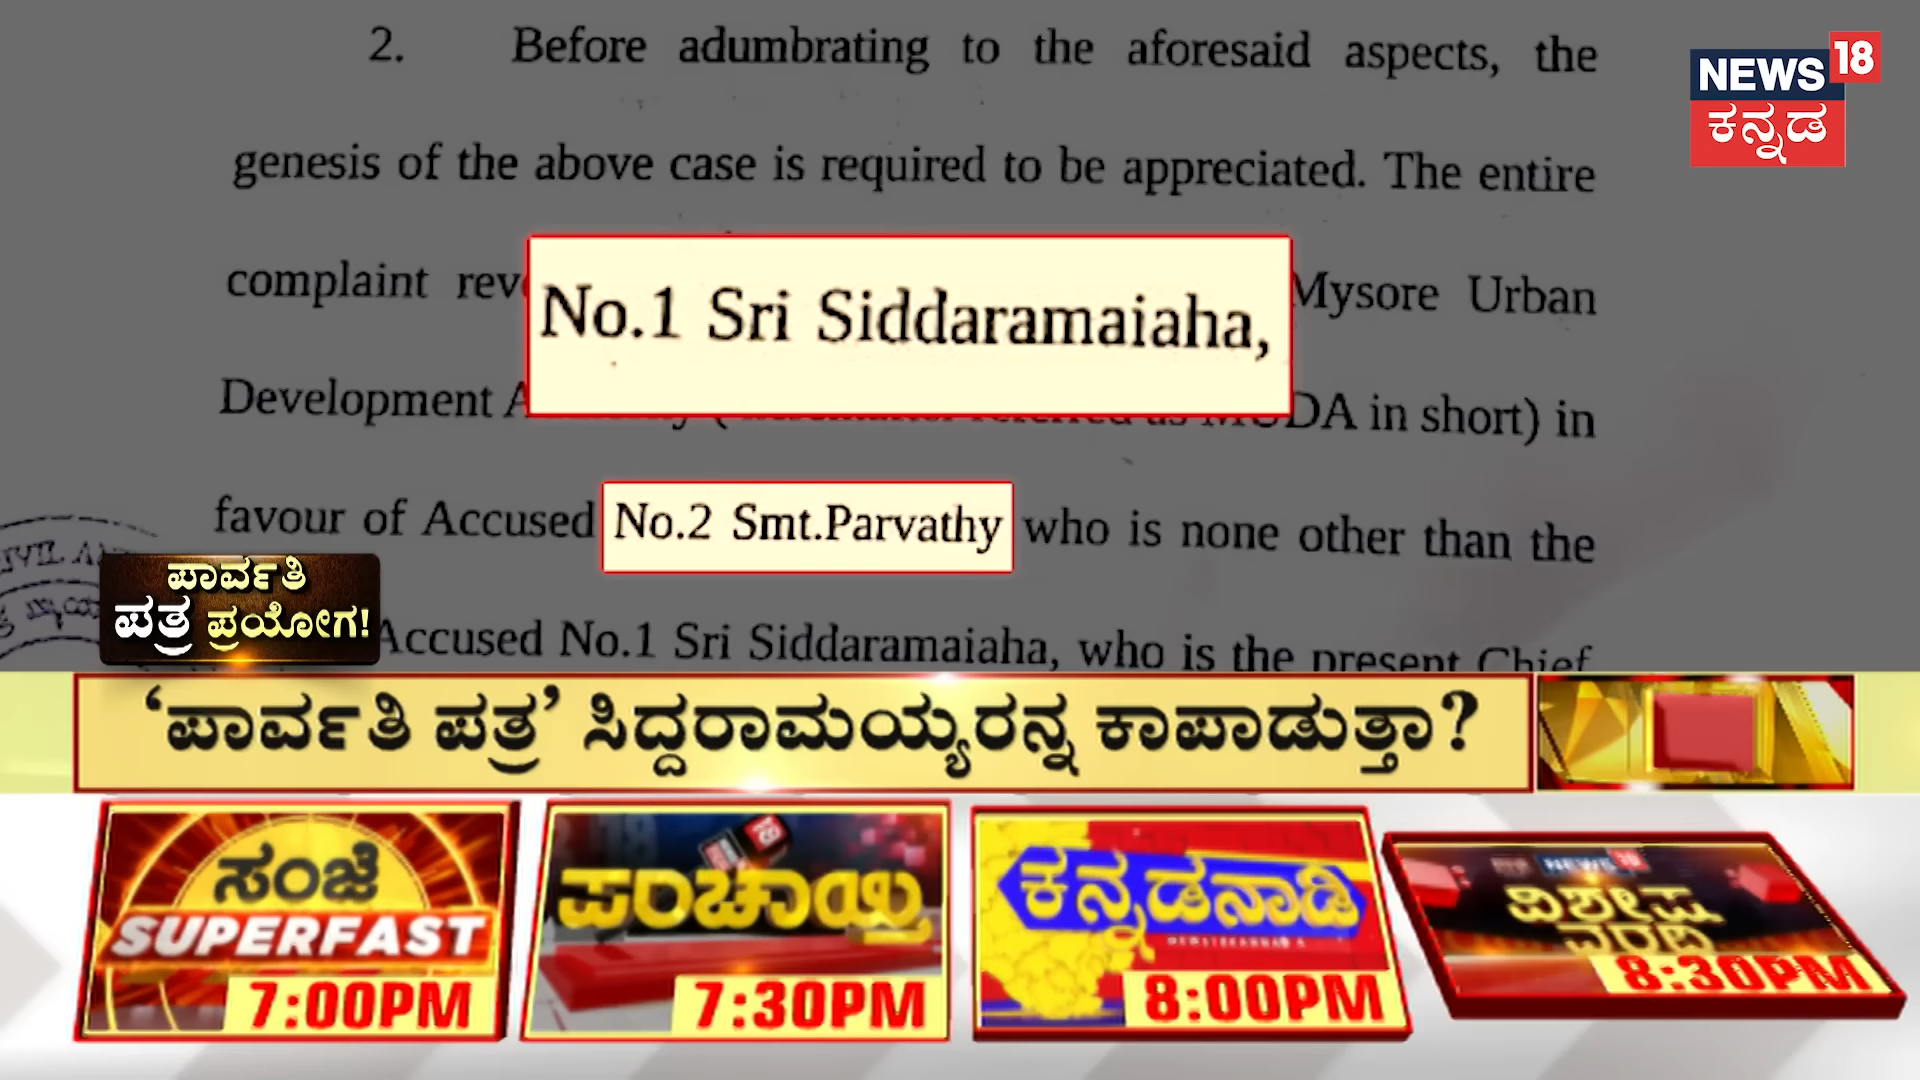 2. Before adumbrating to the aforesaid aspects, the
NEWS 18
ಕನ್ನಡ
genesis of the above case is required to be appreciated. The entire
complaint Mysore Urban
No.1 Sri Siddaramaiaha,
Development DA in short) in
favour of Accused No.2 Smt.Parvathy who is none other than the
Accused No.1 Sri Siddaramaiaha, who is the present Chief
ಪಾರ್ವತಿ
ಪತ್ರ ಪ್ರಯೋಗ!
‘ಪಾರ್ವತಿ ಪತ್ರ’ ಸಿದ್ದರಾಮಯ್ಯರನ್ನ ಕಾಪಾಡುತ್ತಾ?
ಸಂಜೆ
SUPERFAST
7:00PM
ಪಂಚಾಯ್ತಿ
7:30PM
ಕನ್ನಡನಾಡಿ
8:00PM
NEWS 18
ವಿಶೇಷ
8:30PM